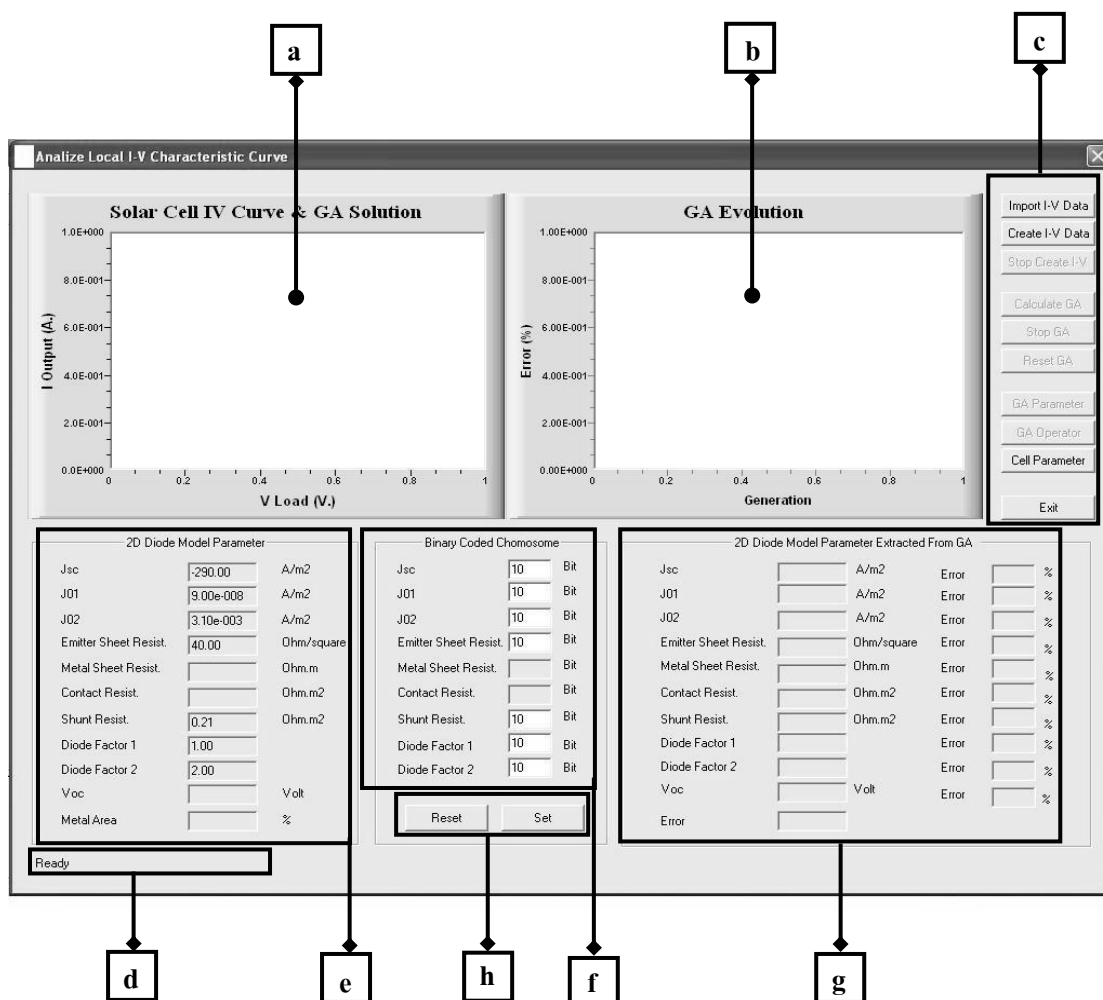 a
b
c
Analize Local I-V Characteristic Curve
Solar Cell IV Curve & GA Solution
1.0E+000
8.0E-001
6.0E-001
4.0E-001
2.0E-001
0.0E+000
I Output (A.)
0 0.2 0.4 0.6 0.8 1
V Load (V.)
GA Evolution
1.00E+000
8.00E-001
6.00E-001
4.00E-001
2.00E-001
0.00E+000
Error (%)
0 0.2 0.4 0.6 0.8 1
Generation
Import I-V Data
Create I-V Data
Stop Create I-V
Calculate GA
Stop GA
Reset GA
GA Parameter
GA Operator
Cell Parameter
Exit
2D Diode Model Parameter
Jsc -290.00 A/m2
J01 9.00e-008 A/m2
J02 3.10e-003 A/m2
Emitter Sheet Resist. 40.00 Ohm/square
Metal Sheet Resist. Ohm.m
Contact Resist. Ohm.m2
Shunt Resist. 0.21 Ohm.m2
Diode Factor 1 1.00
Diode Factor 2 2.00
Voc Volt
Metal Area %
Binary Coded Chomosome
Jsc 10 Bit
J01 10 Bit
J02 10 Bit
Emitter Sheet Resist. 10 Bit
Metal Sheet Resist. Bit
Contact Resist. Bit
Shunt Resist. 10 Bit
Diode Factor 1 10 Bit
Diode Factor 2 10 Bit
Reset Set
2D Diode Model Parameter Extracted From GA
Jsc A/m2 Error %
J01 A/m2 Error %
J02 A/m2 Error %
Emitter Sheet Resist. Ohm/square Error %
Metal Sheet Resist. Ohm.m Error %
Contact Resist. Ohm.m2 Error %
Shunt Resist. Ohm.m2 Error %
Diode Factor 1 Error %
Diode Factor 2 Error %
Voc Volt Error %
Error
Ready
d
e
h
f
g